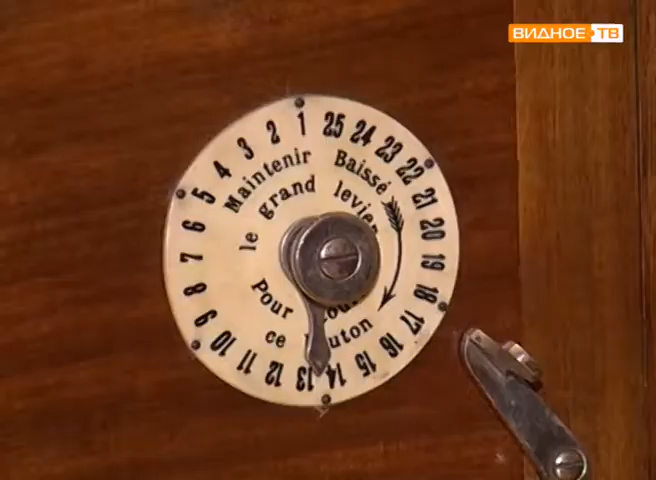 ВИДНОЕ ТВ
1 25 24 23 22 21 20 19 18 17 16 15 14 13 12 11 10 9 8 7 6 5 4 3 2
Maintenir Baissé
le grand levier
Pour
ce